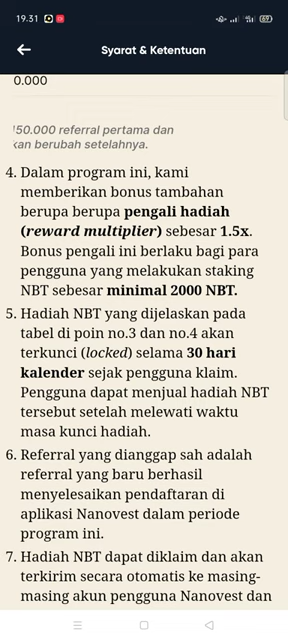 19.31
69
Syarat & Ketentuan
0.000
150.000 referral pertama dan
kan berubah setelahnya.
4. Dalam program ini, kami
memberikan bonus tambahan
berupa berupa pengali hadiah
(reward multiplier) sebesar 1.5x.
Bonus pengali ini berlaku bagi para
pengguna yang melakukan staking
NBT sebesar minimal 2000 NBT.
5. Hadiah NBT yang dijelaskan pada
tabel di poin no.3 dan no.4 akan
terkunci (locked) selama 30 hari
kalender sejak pengguna klaim.
Pengguna dapat menjual hadiah NBT
tersebut setelah melewati waktu
masa kunci hadiah.
6. Referral yang dianggap sah adalah
referral yang baru berhasil
menyelesaikan pendaftaran di
aplikasi Nanovest dalam periode
program ini.
7. Hadiah NBT dapat diklaim dan akan
terkirim secara otomatis ke masing-
masing akun pengguna Nanovest dan